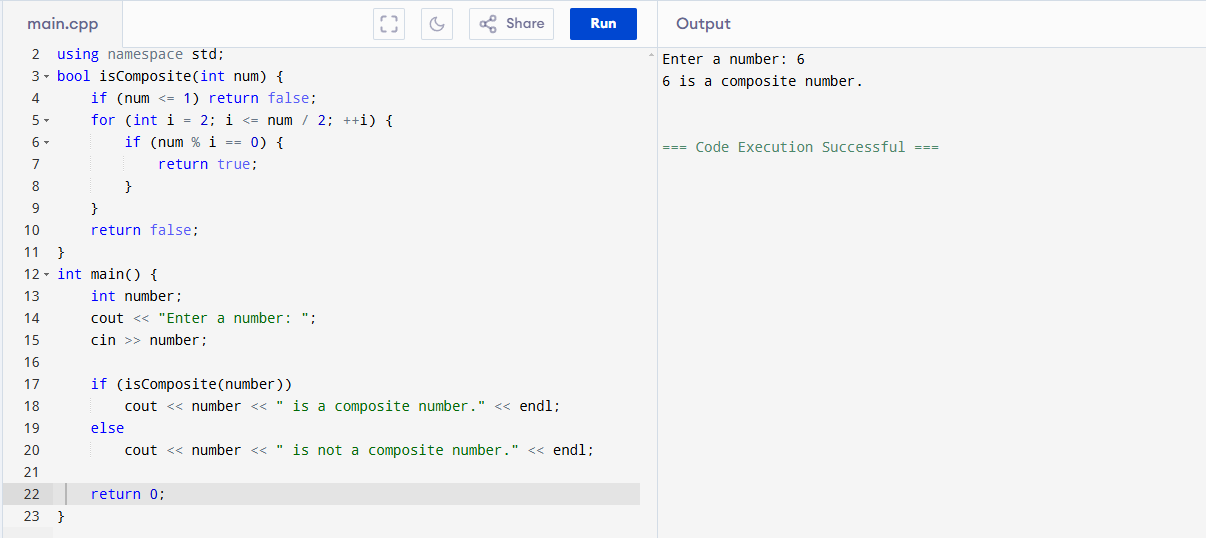 main.cpp
Share
Run
Output
2 using namespace std;
3 bool isComposite(int num) {
4     if (num <= 1) return false;
5     for (int i = 2; i <= num / 2; ++i) {
6         if (num % i == 0) {
7             return true;
8         }
9     }
10     return false;
11 }
12 int main() {
13     int number;
14     cout << "Enter a number: ";
15     cin >> number;
16
17     if (isComposite(number))
18         cout << number << " is a composite number." << endl;
19     else
20         cout << number << " is not a composite number." << endl;
21
22     return 0;
23 }
Enter a number: 6
6 is a composite number.
=== Code Execution Successful ===